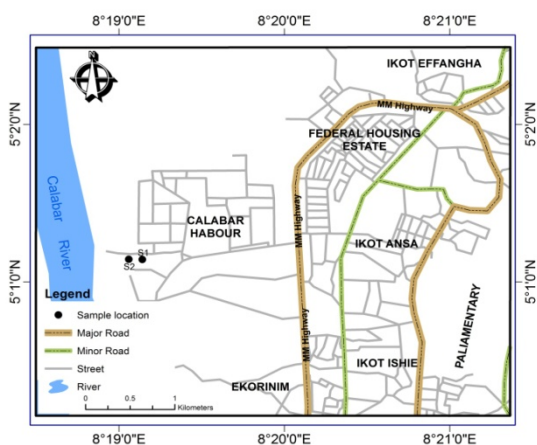 8°19'0"E 8°20'0"E 8°21'0"E
IKOT EFFANGHA
MM Highway
5°2'0"N 5°2'0"N
FEDERAL HOUSING
ESTATE
Calabar
River
CALABAR
HABOUR
MM Highway
IKOT ANSA
S1
S2
5°1'0"N 5°1'0"N
Legend
Sample location
Major Road
Minor Road
Street
River
0 0.5 1
Kilometers
MM Highway
PALIAMENTARY
IKOT ISHIE
EKORINIM
8°19'0"E 8°20'0"E 8°21'0"E